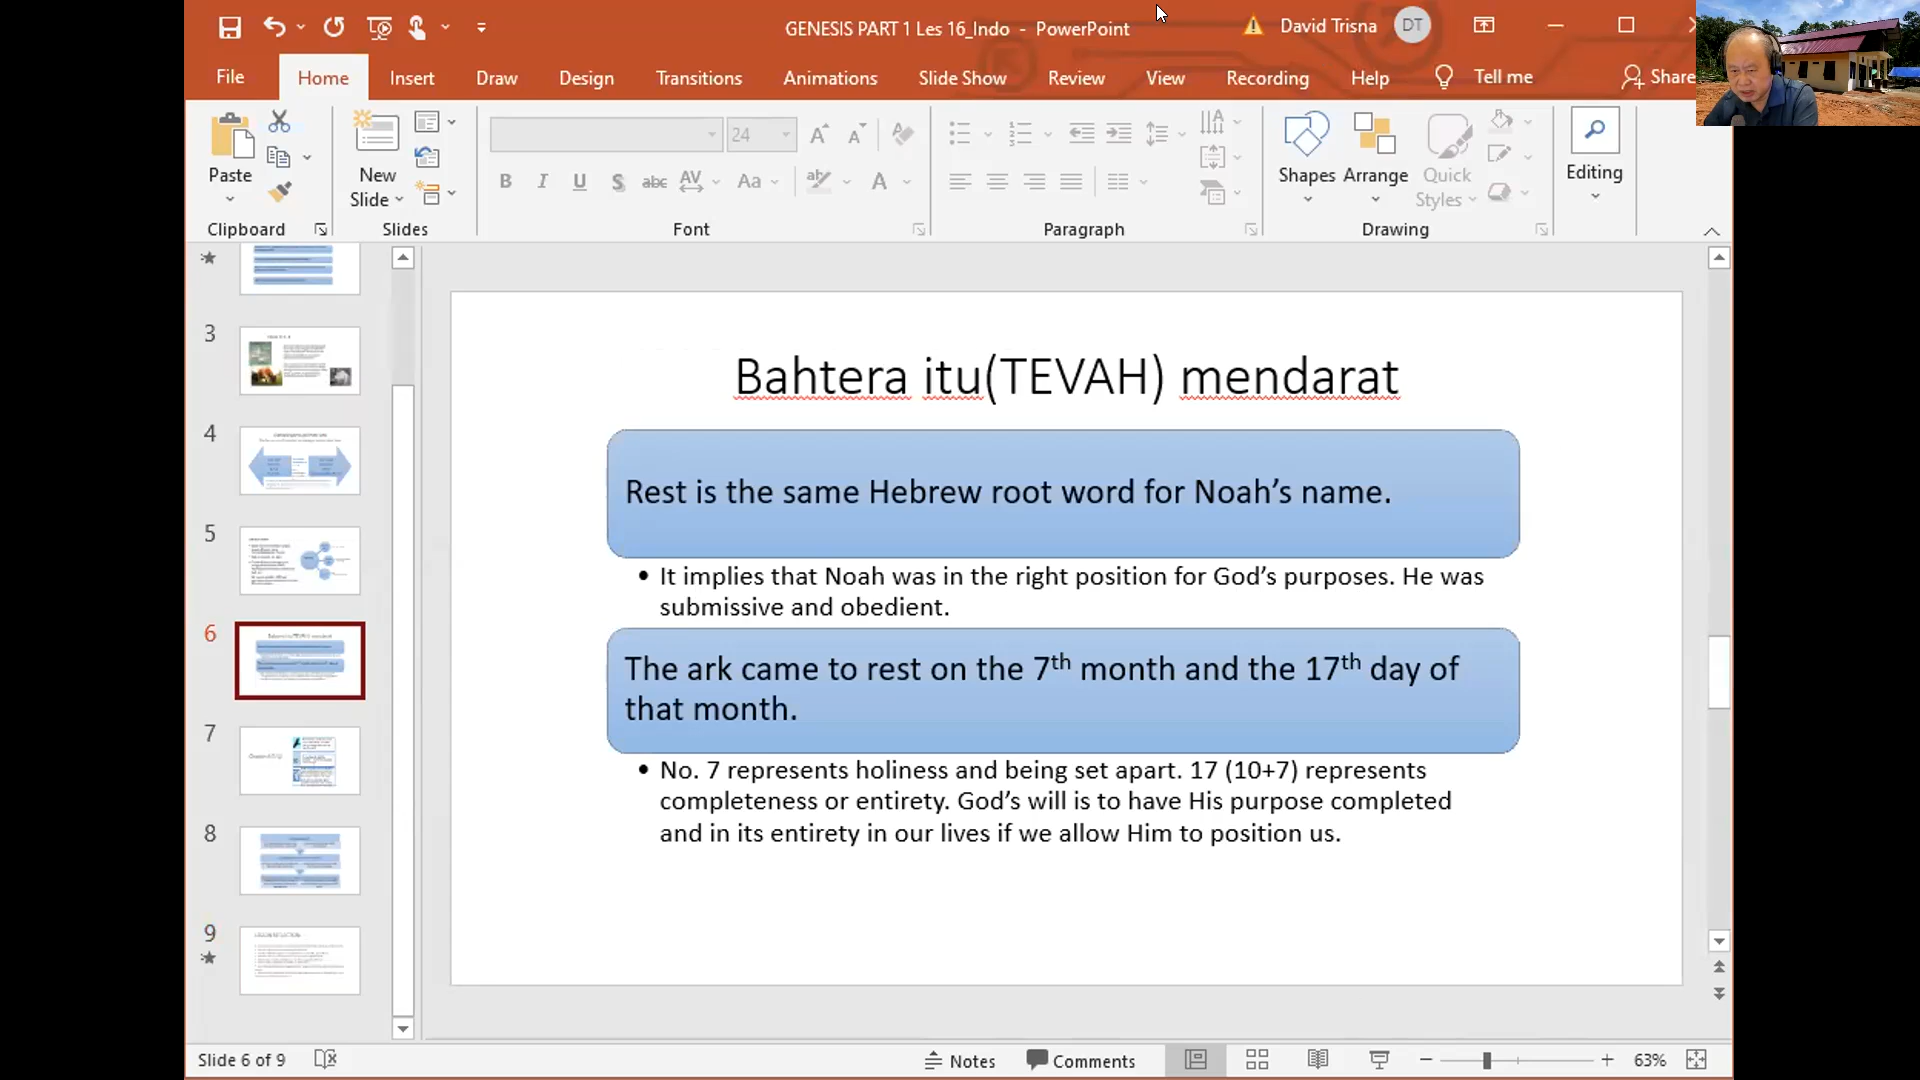 GENESIS PART 1 Les 16_Indo - PowerPoint
David Trisna
DT
File
Home
Insert
Draw
Design
Transitions
Animations
Slide Show
Review
View
Recording
Help
Tell me
Share
Paste
New
Slide
24
Shapes
Arrange
Quick
Styles
Editing
Clipboard
Slides
Font
Paragraph
Drawing
3
4
5
6
7
8
9
Bahtera itu(TEVAH) mendarat
Rest is the same Hebrew root word for Noah’s name.
• It implies that Noah was in the right position for God’s purposes. He was
submissive and obedient.
The ark came to rest on the 7th month and the 17th day of
that month.
• No. 7 represents holiness and being set apart. 17 (10+7) represents
completeness or entirety. God’s will is to have His purpose completed
and in its entirety in our lives if we allow Him to position us.
Slide 6 of 9
Notes
Comments
63%